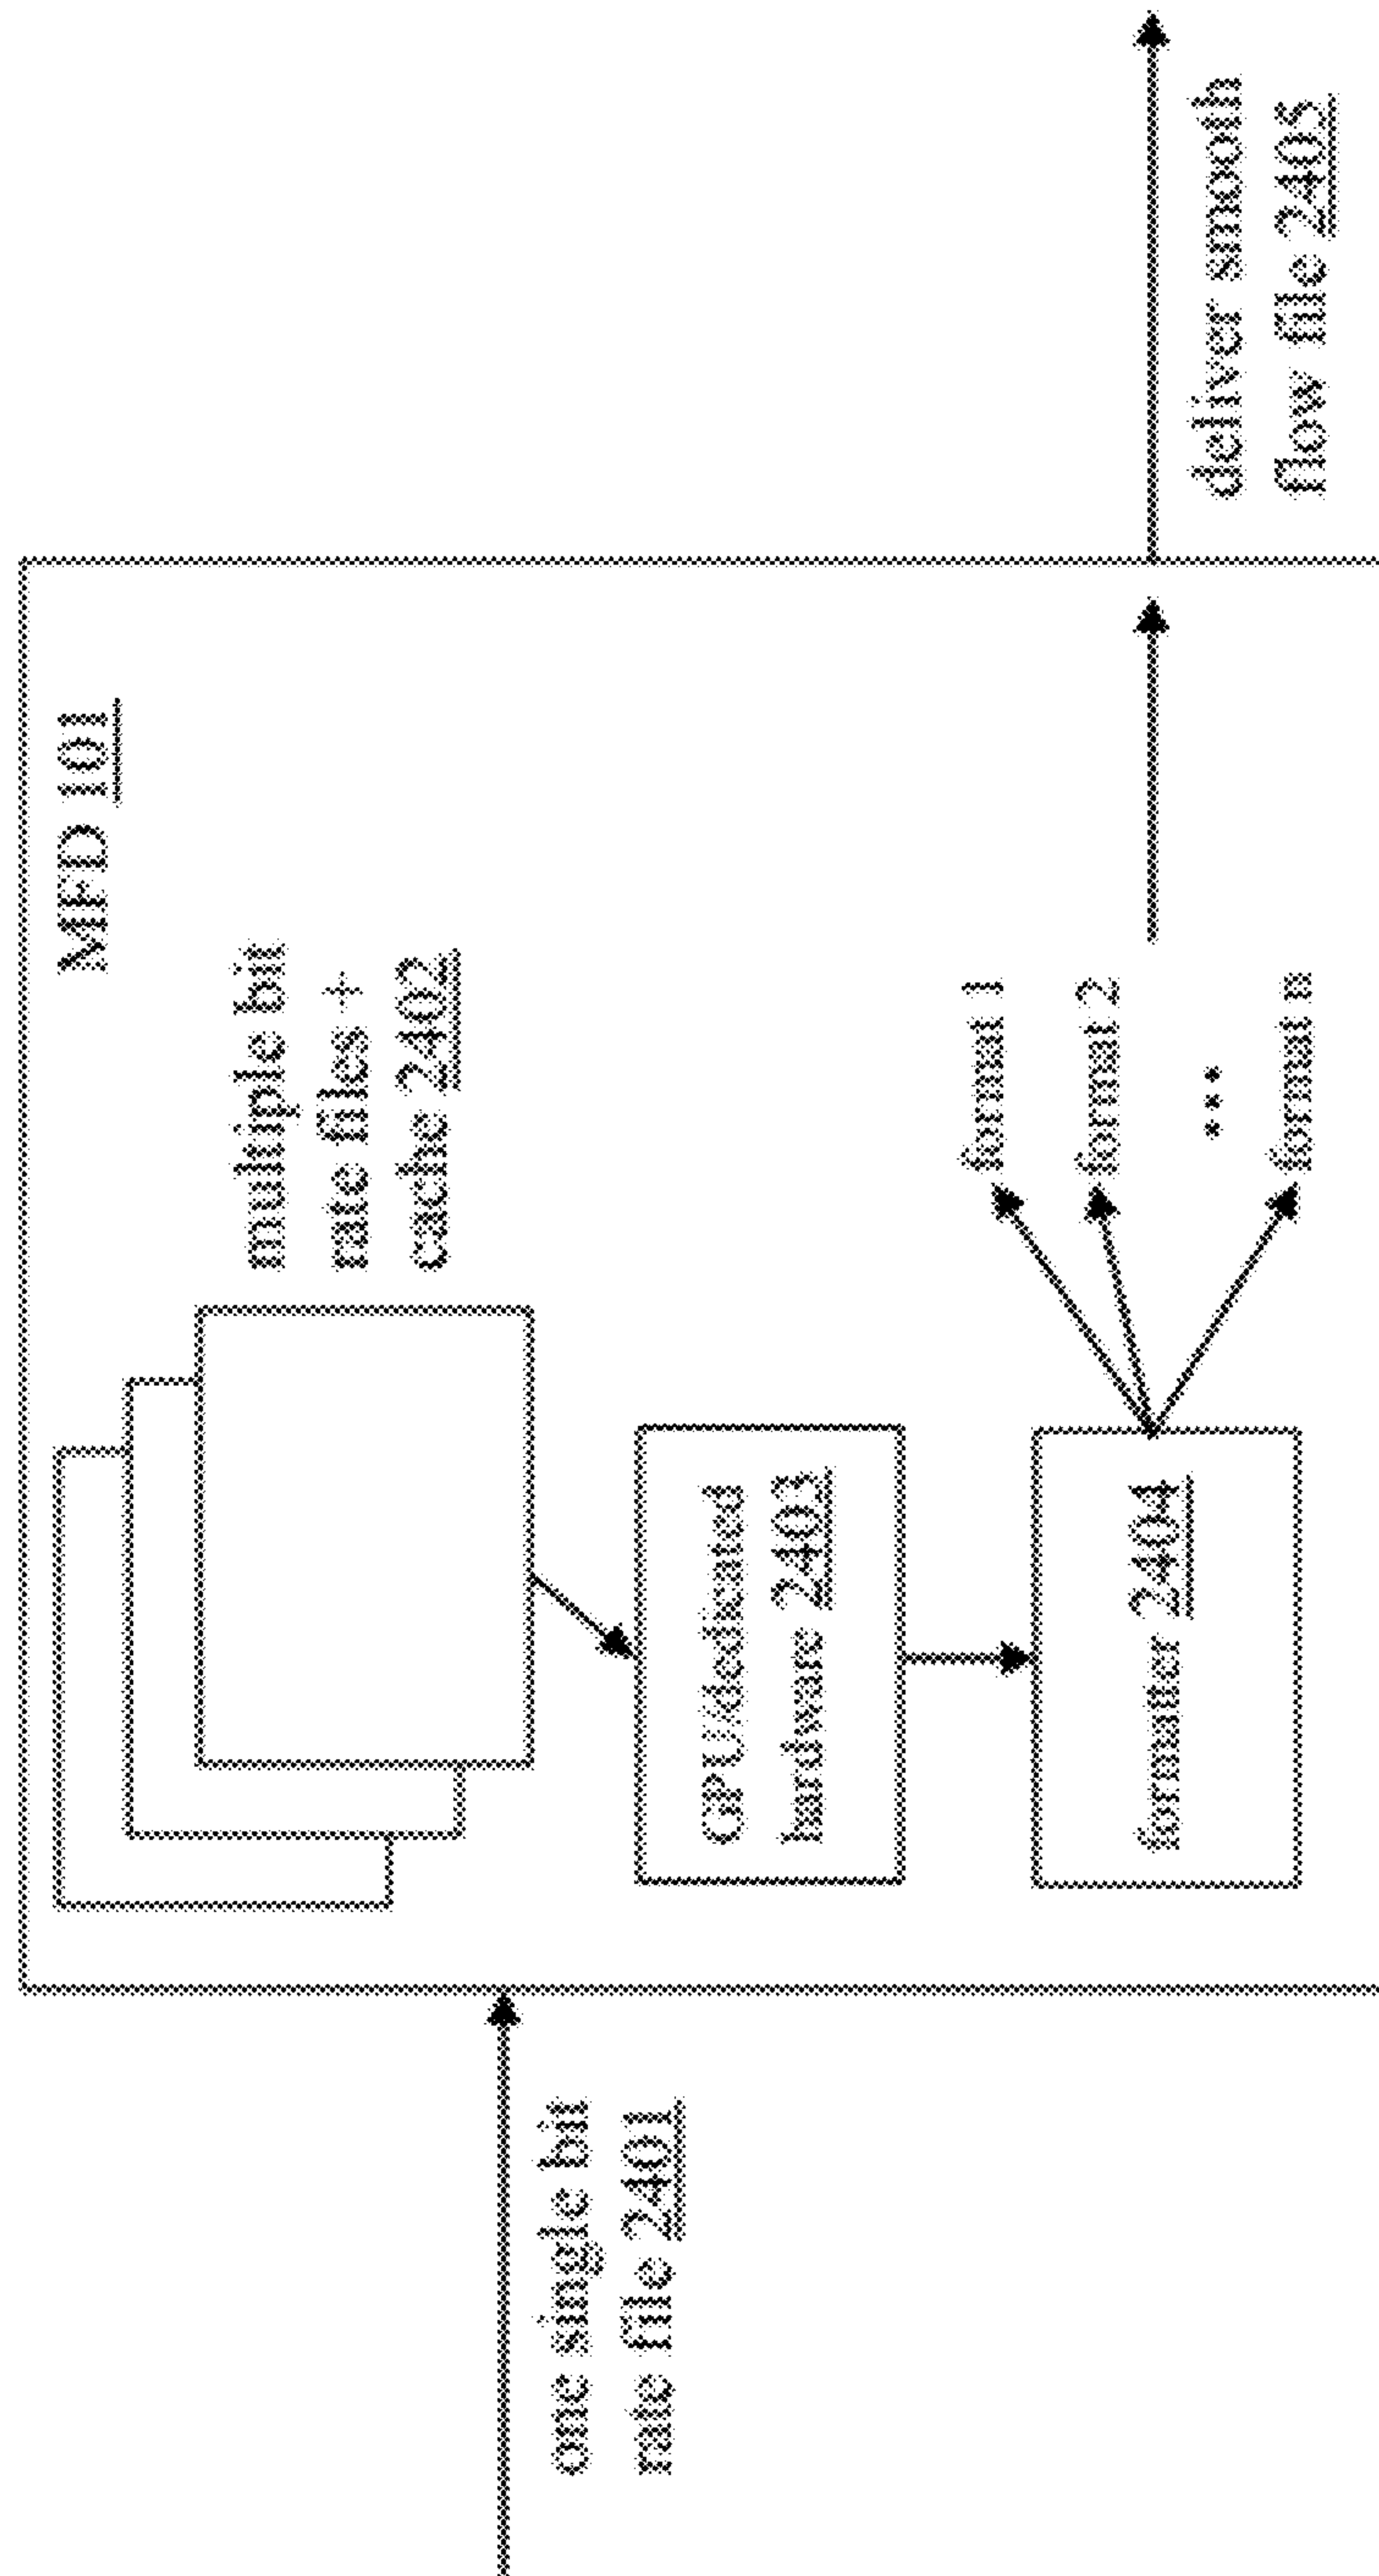 MFD 101
multiple bit
rate files +
cache 2402
one single bit
rate file 2401
GPU/dedicated
hardware 2403
formatter 2404
format 1
format 2
...
format n
deliver smooth
flow file 2405